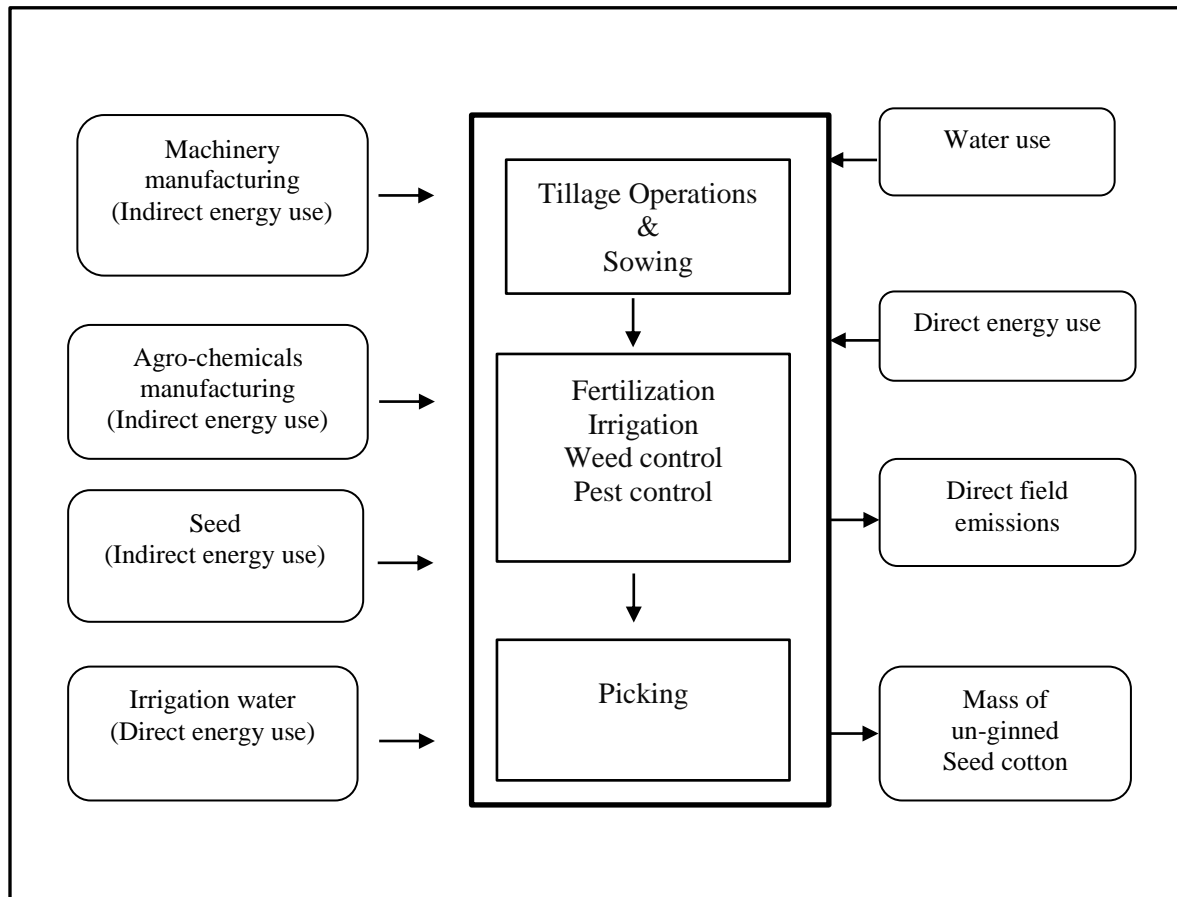 Machinery
manufacturing
(Indirect energy use)
Agro-chemicals
manufacturing
(Indirect energy use)
Seed
(Indirect energy use)
Irrigation water
(Direct energy use)
Tillage Operations
&
Sowing
Fertilization
Irrigation
Weed control
Pest control
Picking
Water use
Direct energy use
Direct field
emissions
Mass of
un-ginned
Seed cotton